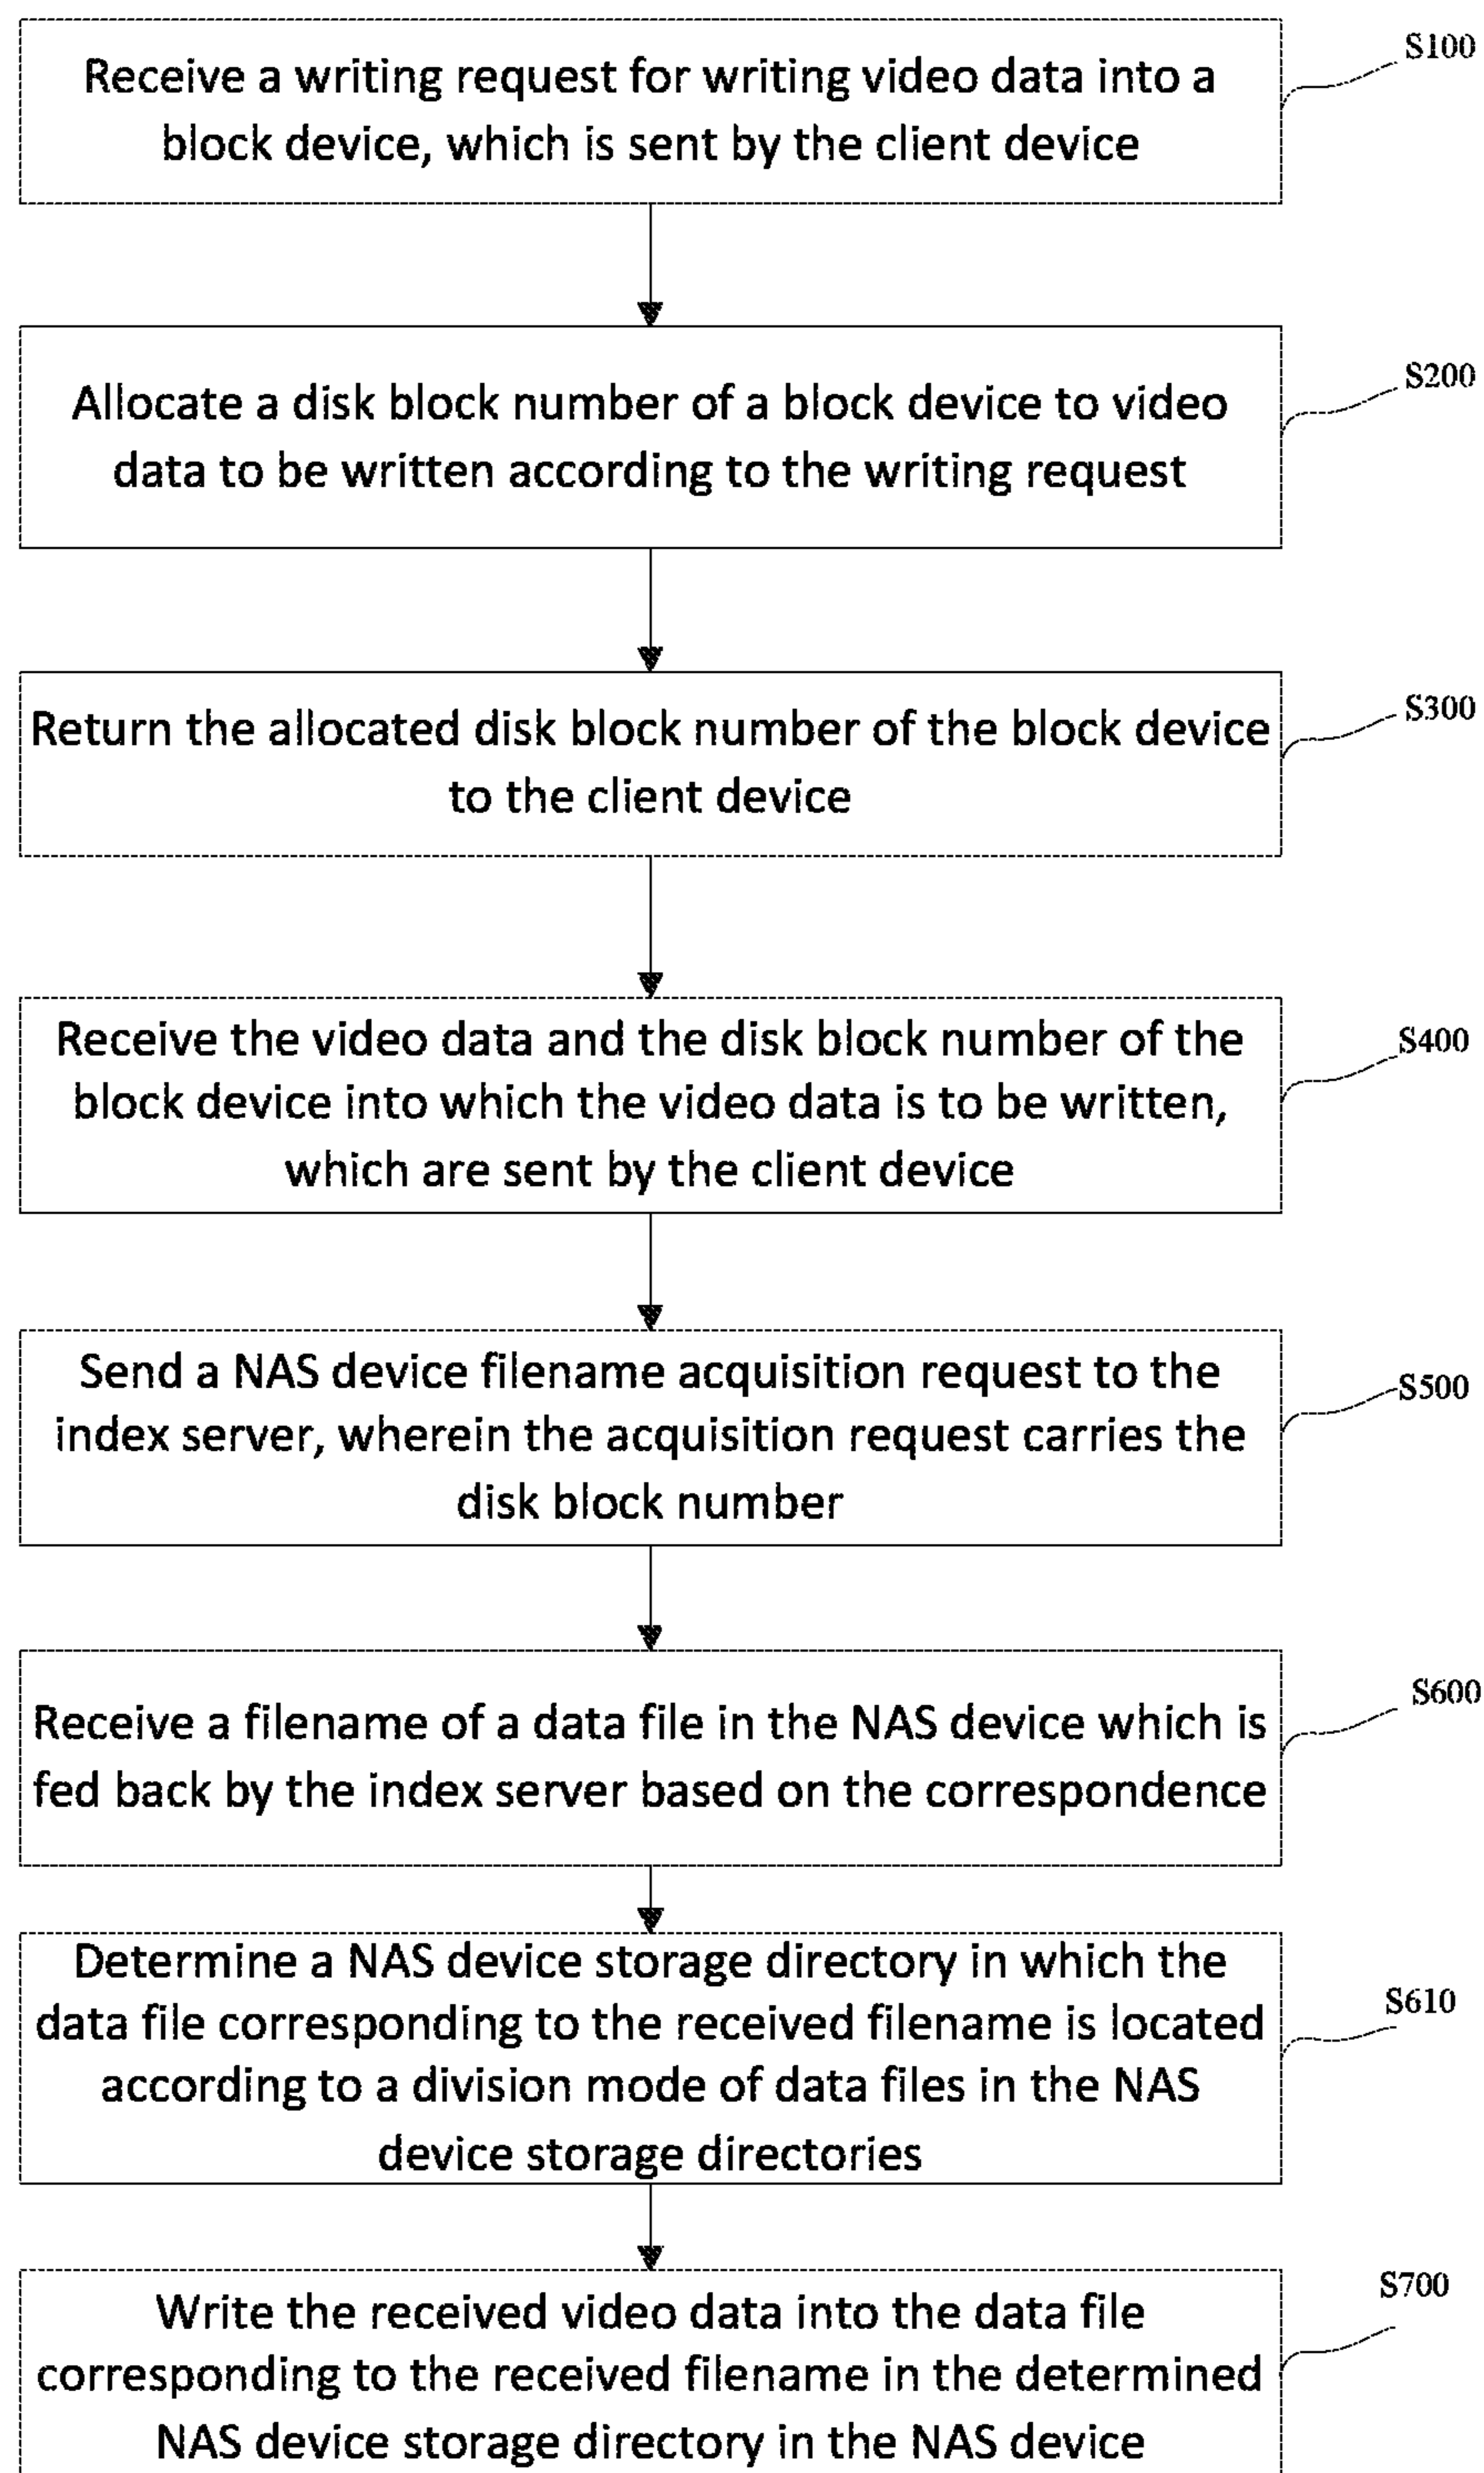 Receive a writing request for writing video data into a
block device, which is sent by the client device
S100
Allocate a disk block number of a block device to video
data to be written according to the writing request
S200
Return the allocated disk block number of the block device
to the client device
S300
Receive the video data and the disk block number of the
block device into which the video data is to be written,
which are sent by the client device
S400
Send a NAS device filename acquisition request to the
index server, wherein the acquisition request carries the
disk block number
S500
Receive a filename of a data file in the NAS device which is
fed back by the index server based on the correspondence
S600
Determine a NAS device storage directory in which the
data file corresponding to the received filename is located
according to a division mode of data files in the NAS
device storage directories
S610
Write the received video data into the data file
corresponding to the received filename in the determined
NAS device storage directory in the NAS device
S700